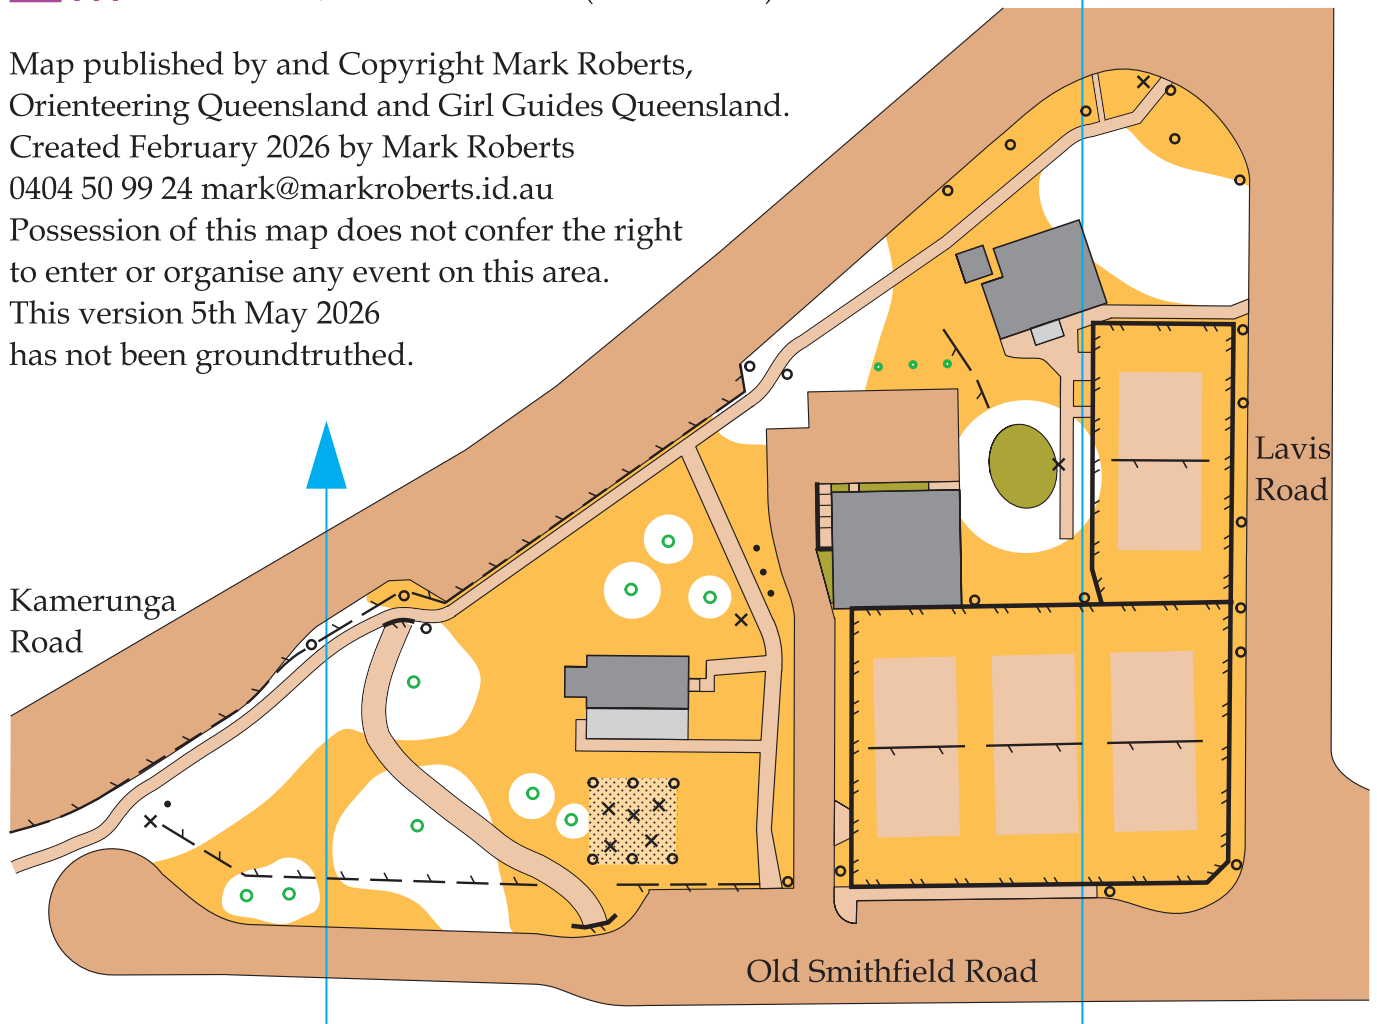 Map published by and Copyright Mark Roberts,
Orienteering Queensland and Girl Guides Queensland.
Created February 2026 by Mark Roberts
0404 50 99 24 mark@markroberts.id.au
Possession of this map does not confer the right
to enter or organise any event on this area.
This version 5th May 2026
has not been groundtruthed.
Lavis
Road
Kamerunga
Road
Old Smithfield Road